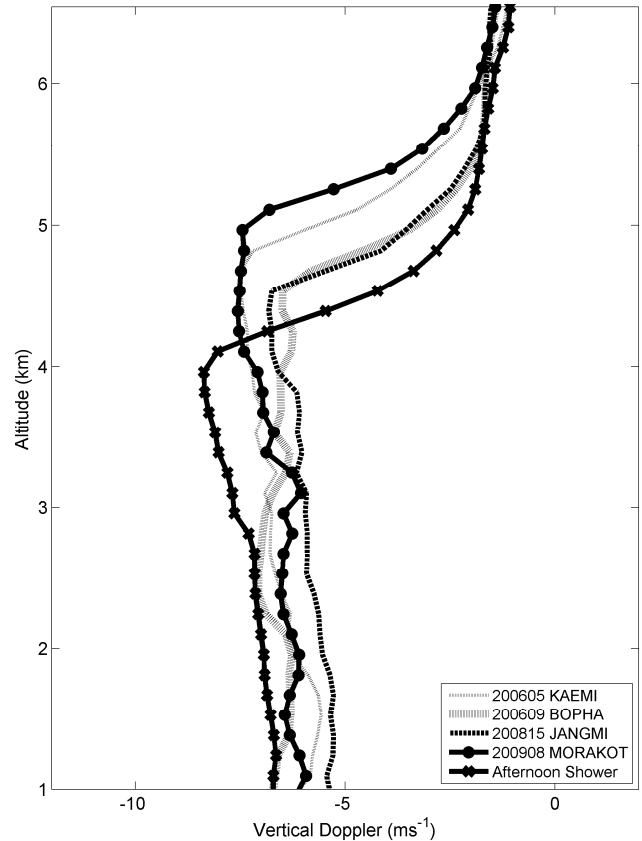 6
5
4
3
2
1
Altitude (km)
-10
-5
0
Vertical Doppler (ms⁻¹)
200605 KAEMI
200609 BOPHA
200815 JANGMI
200908 MORAKOT
Afternoon Shower